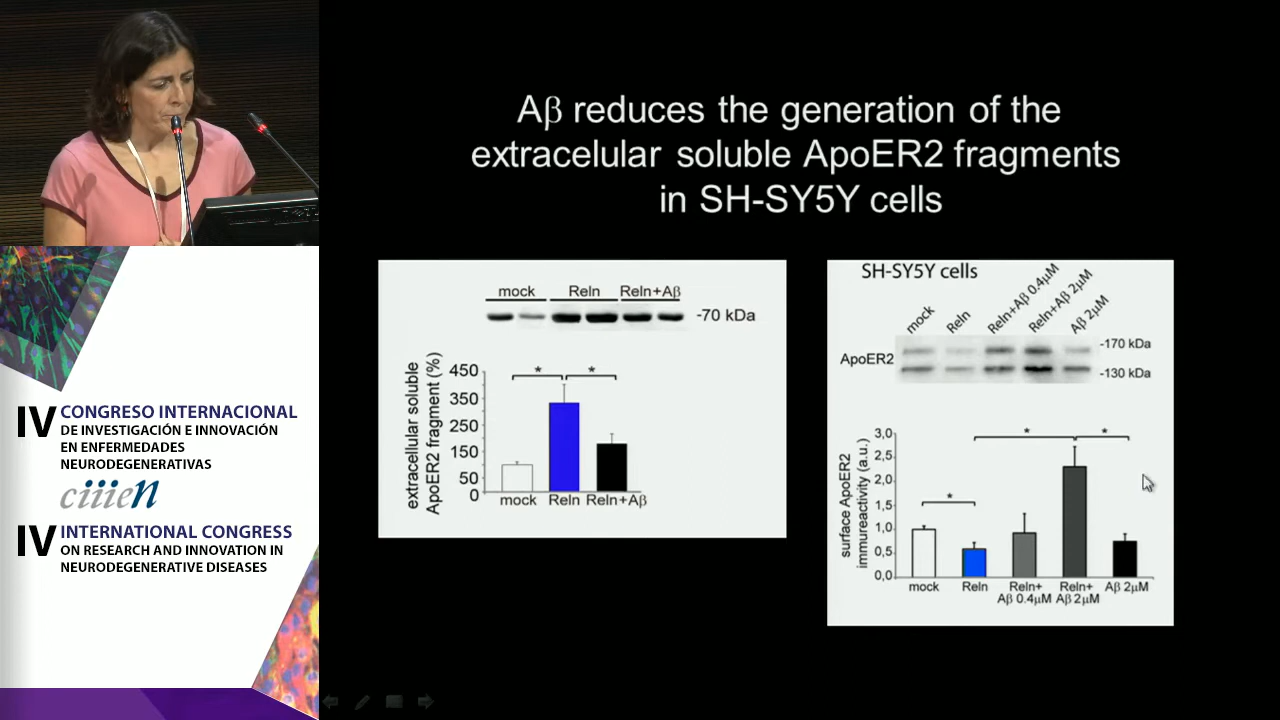 Aβ reduces the generation of the
extracelular soluble ApoER2 fragments
in SH-SY5Y cells
mock Reln Reln+Aβ
-70 kDa
extracellular soluble
ApoER2 fragment (%)
450
350
250
150
50
0
mock Reln Reln+Aβ
* *
SH-SY5Y cells
mock Reln Reln+Aβ 0.4µM Reln+Aβ 2µM Aβ 2µM
ApoER2
-170 kDa
-130 kDa
surface ApoER2
immureactivity (a.u.)
3,0
2,5
2,0
1,5
1,0
0,5
0,0
* * *
mock Reln Reln+ Reln+ Aβ 2µM
Aβ 0.4µM Aβ 2µM
IV CONGRESO INTERNACIONAL
DE INVESTIGACIÓN E INNOVACIÓN
EN ENFERMEDADES
NEURODEGENERATIVAS
ciiien
IV INTERNATIONAL CONGRESS
ON RESEARCH AND INNOVATION IN
NEURODEGENERATIVE DISEASES